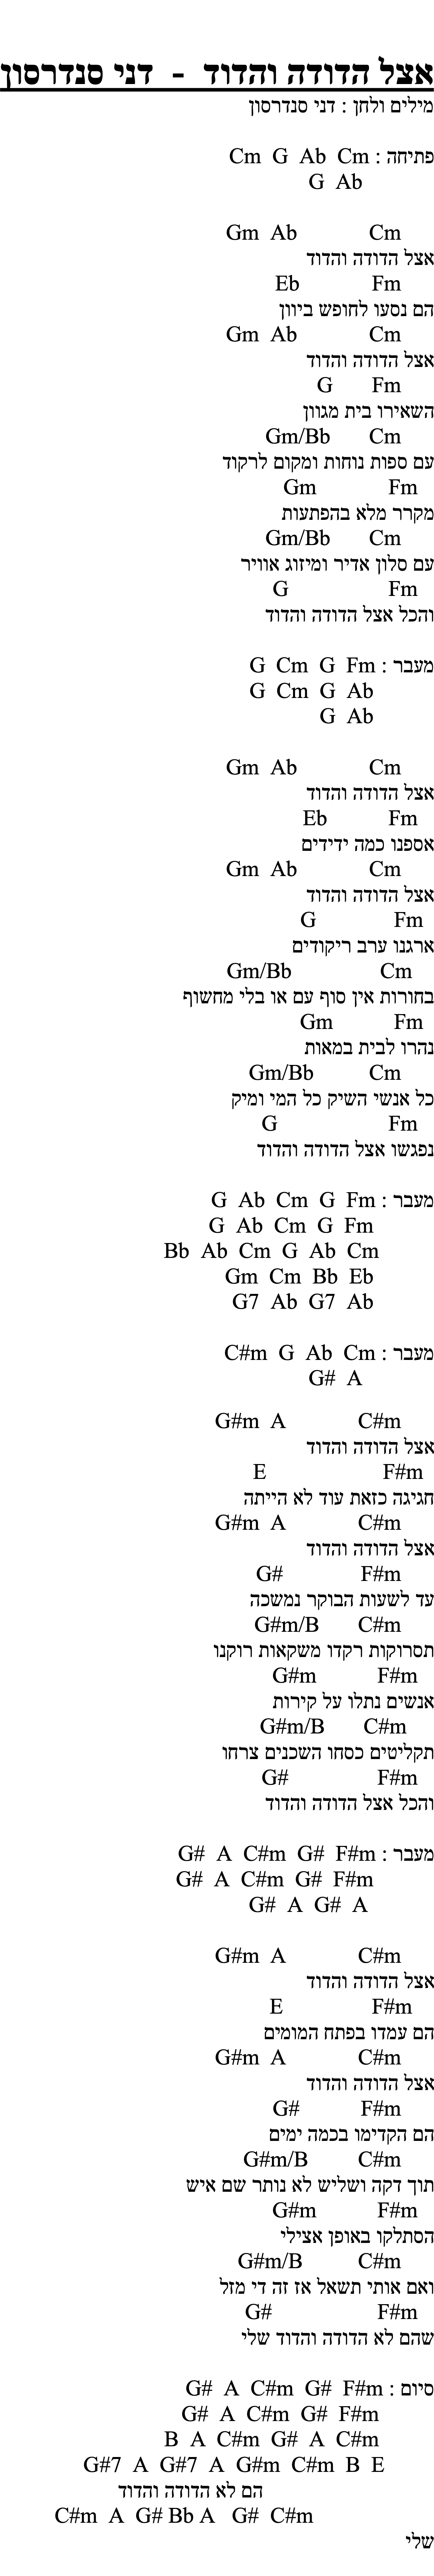 אצל הדודה והדוד - דני סנדרסון
מילים ולחן : דני סנדרסון
פתיחה : Cm  G  Ab  Cm
G  Ab
Gm  Ab  Cm
אצל הדודה והדוד
Eb  Fm
הם נסעו לחופש ביוון
Gm  Ab  Cm
אצל הדודה והדוד
G  Fm
השאירו בית מגוון
Gm/Bb  Cm
עם ספות נוחות ומקום לרקוד
Gm  Fm
מקרר מלא בהפתעות
Gm/Bb  Cm
עם סלון אדיר ומיזוג אוויר
G  Fm
והכל אצל הדודה והדוד
מעבר : G  Cm  G  Fm
G  Cm  G  Ab
G  Ab
Gm  Ab  Cm
אצל הדודה והדוד
Eb  Fm
אספנו כמה ידידים
Gm  Ab  Cm
אצל הדודה והדוד
G  Fm
ארגנו ערב ריקודים
Gm/Bb  Cm
בחורות אין סוף עם או בלי מחשוף
Gm  Fm
נהרו לבית במאות
Gm/Bb  Cm
כל אנשי השיק כל המי ומיק
G  Fm
נפגשו אצל הדודה והדוד
מעבר : G  Ab  Cm  G  Fm
G  Ab  Cm  G  Fm
Bb  Ab  Cm  G  Ab  Cm
Gm  Cm  Bb  Eb
G7  Ab  G7  Ab
מעבר : C#m  G  Ab  Cm
G#  A
G#m  A  C#m
אצל הדודה והדוד
E  F#m
חגיגה כזאת עוד לא הייתה
G#m  A  C#m
אצל הדודה והדוד
G#  F#m
עד לשעות הבוקר נמשכה
G#m/B  C#m
תסרוקות רקדו משקאות רוקנו
G#m  F#m
אנשים נתלו על קירות
G#m/B  C#m
תקליטים כסחו השכנים צרחו
G#  F#m
והכל אצל הדודה והדוד
מעבר : G#  A  C#m  G#  F#m
G#  A  C#m  G#  F#m
G#  A  G#  A
G#m  A  C#m
אצל הדודה והדוד
E  F#m
הם עמדו בפתח המומים
G#m  A  C#m
אצל הדודה והדוד
G#  F#m
הם הקדימו בכמה ימים
G#m/B  C#m
תוך דקה ושליש לא נותר שם איש
G#m  F#m
הסתלקו באופן אצילי
G#m/B  C#m
ואם אותי תשאל אז זה די מזל
G#  F#m
שהם לא הדודה והדוד שלי
סיום : G#  A  C#m  G#  F#m
G#  A  C#m  G#  F#m
B  A  C#m  G#  A  C#m
G#7  A  G#7  A  G#m  C#m  B  E
הם לא הדודה והדוד
C#m  A  G# Bb A  G#  C#m
שלי